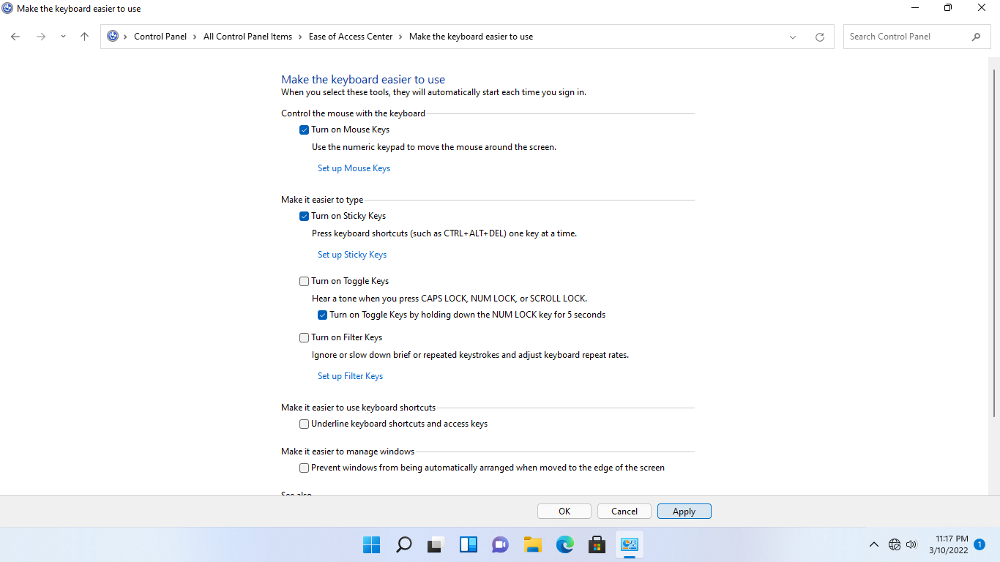 Make the keyboard easier to use
Control Panel > All Control Panel Items > Ease of Access Center > Make the keyboard easier to use
Search Control Panel
Make the keyboard easier to use
When you select these tools, they will automatically start each time you sign in.
Control the mouse with the keyboard
Turn on Mouse Keys
Use the numeric keypad to move the mouse around the screen.
Set up Mouse Keys
Make it easier to type
Turn on Sticky Keys
Press keyboard shortcuts (such as CTRL+ALT+DEL) one key at a time.
Set up Sticky Keys
Turn on Toggle Keys
Hear a tone when you press CAPS LOCK, NUM LOCK, or SCROLL LOCK.
Turn on Toggle Keys by holding down the NUM LOCK key for 5 seconds
Turn on Filter Keys
Ignore or slow down brief or repeated keystrokes and adjust keyboard repeat rates.
Set up Filter Keys
Make it easier to use keyboard shortcuts
Underline keyboard shortcuts and access keys
Make it easier to manage windows
Prevent windows from being automatically arranged when moved to the edge of the screen
See also
OK
Cancel
Apply
11:17 PM
3/10/2022
1